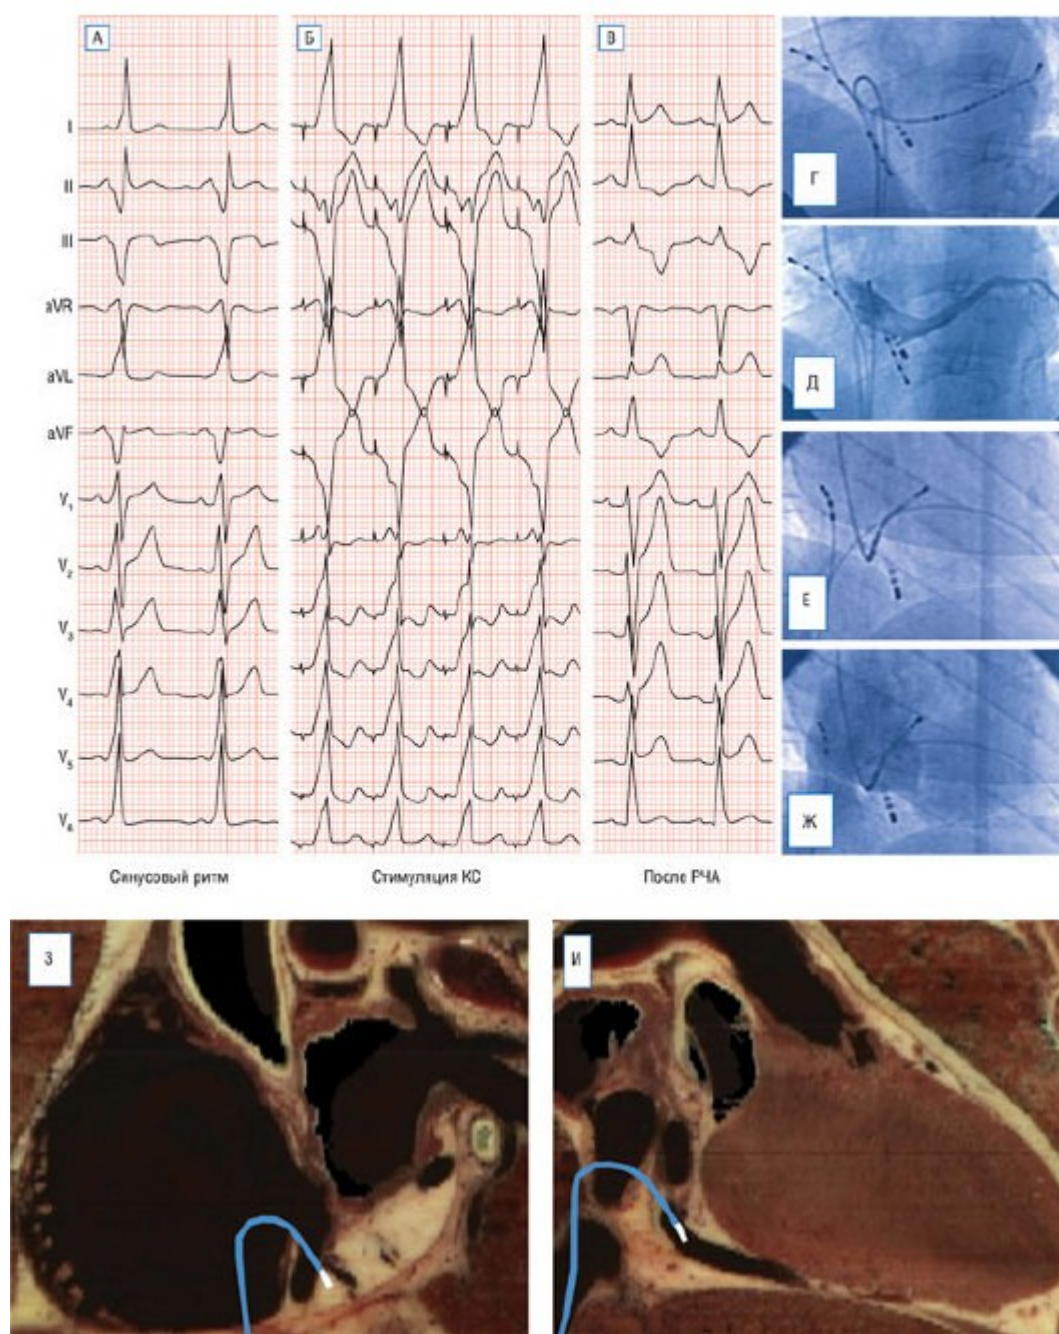 А
Б
В
Г
I
II
III
aVR
aVL
aVF
V1
V2
V3
V4
V5
V6
Д
Е
Ж
Синусовый ритм
Стимуляция КС
После РЧА
З
И